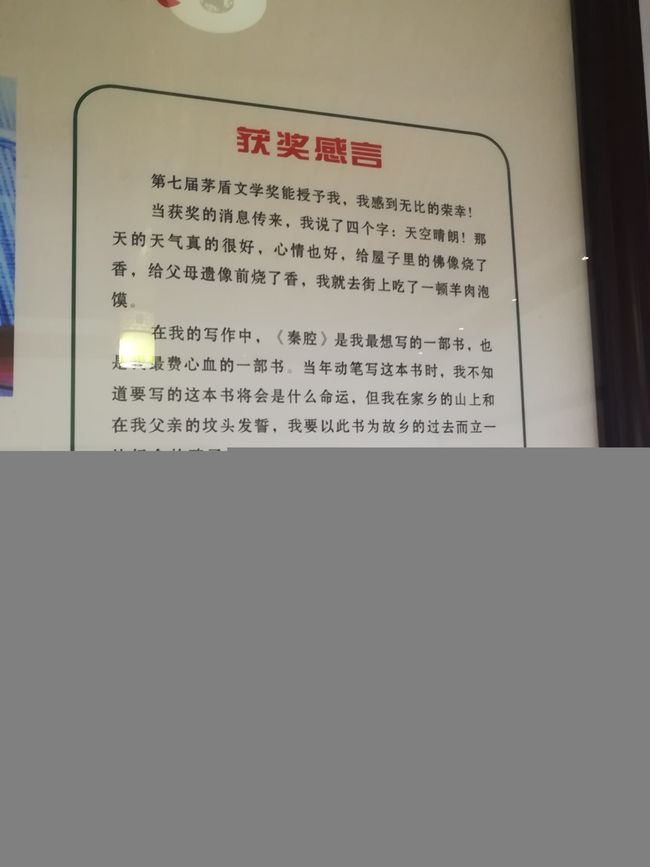 获奖感言
第七届茅盾文学奖能授予我，我感到无比的荣幸！
当获奖的消息传来，我说了四个字：天空晴朗！那
天的天气真的很好，心情也好，给屋子里的佛像烧了
香，给父母遗像前烧了香，我就去街上吃了一顿羊肉泡
馍。
在我的写作中，《秦腔》是我最想写的一部书，也
是我最费心血的一部书。当年动笔写这本书时，我不知
道要写的这本书将会是什么命运，但我在家乡的山上和
在我父亲的坟头发誓，我要以此书为故乡的过去而立一